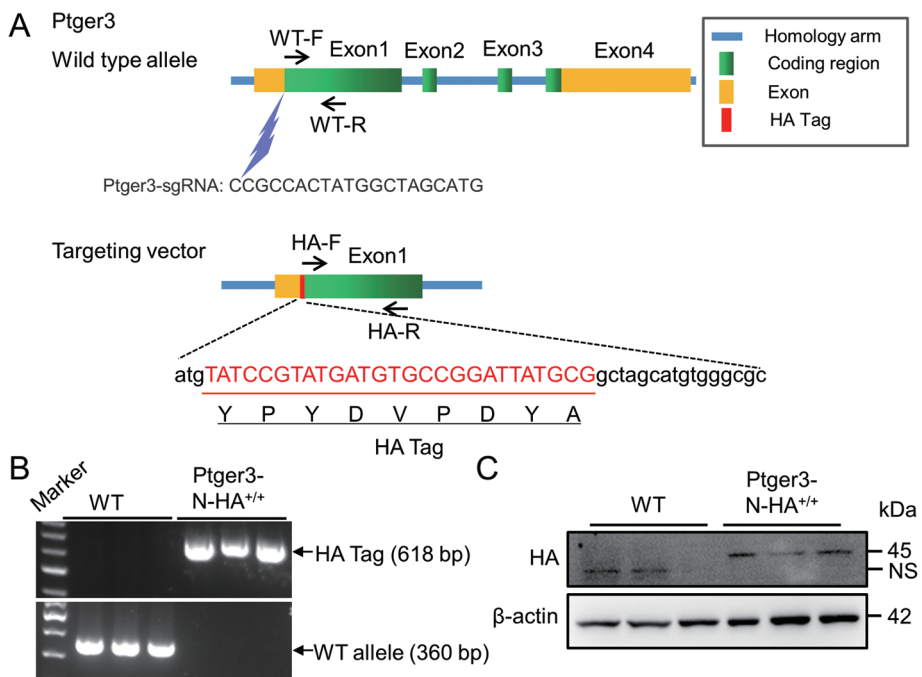 A
Ptger3
Wild type allele
WT-F
Exon1
Exon2
Exon3
Exon4
WT-R
Homology arm
Coding region
Exon
HA Tag
Ptger3-sgRNA: CCGCCACTATGGCTAGCATG
Targeting vector
HA-F
Exon1
HA-R
atgTATCCGTATGATGTGCCGGATTATGCGgctagcatgtgggcgc
Y P Y D V P D Y A
HA Tag
B
Marker
WT
Ptger3-
N-HA+/+
HA Tag (618 bp)
WT allele (360 bp)
C
WT
Ptger3-
N-HA+/+
kDa
HA
45
NS
β-actin
42